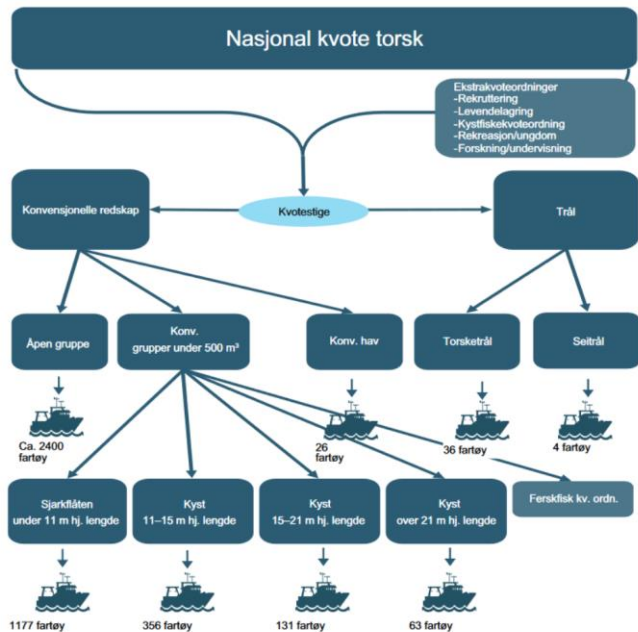 Nasjonal kvote torsk
Ekstrakvoteordninger
-Rekruttering
-Levendelagring
-Kystfiskekvoteordning
-Rekreasjon/ungdom
-Forskning/undervisning
Konvensjonelle redskap
Kvotestige
Trål
Åpen gruppe
Konv.
grupper under 500 m³
Konv. hav
Torsketrål
Seitrål
Ca. 2400
fartøy
26
fartøy
36 fartøy
4 fartøy
Sjarkflåten
under 11 m hj. lengde
Kyst
11–15 m hj. lengde
Kyst
15–21 m hj. lengde
Kyst
over 21 m hj. lengde
Ferskfisk kv. ordn.
1177 fartøy
356 fartøy
131 fartøy
63 fartøy